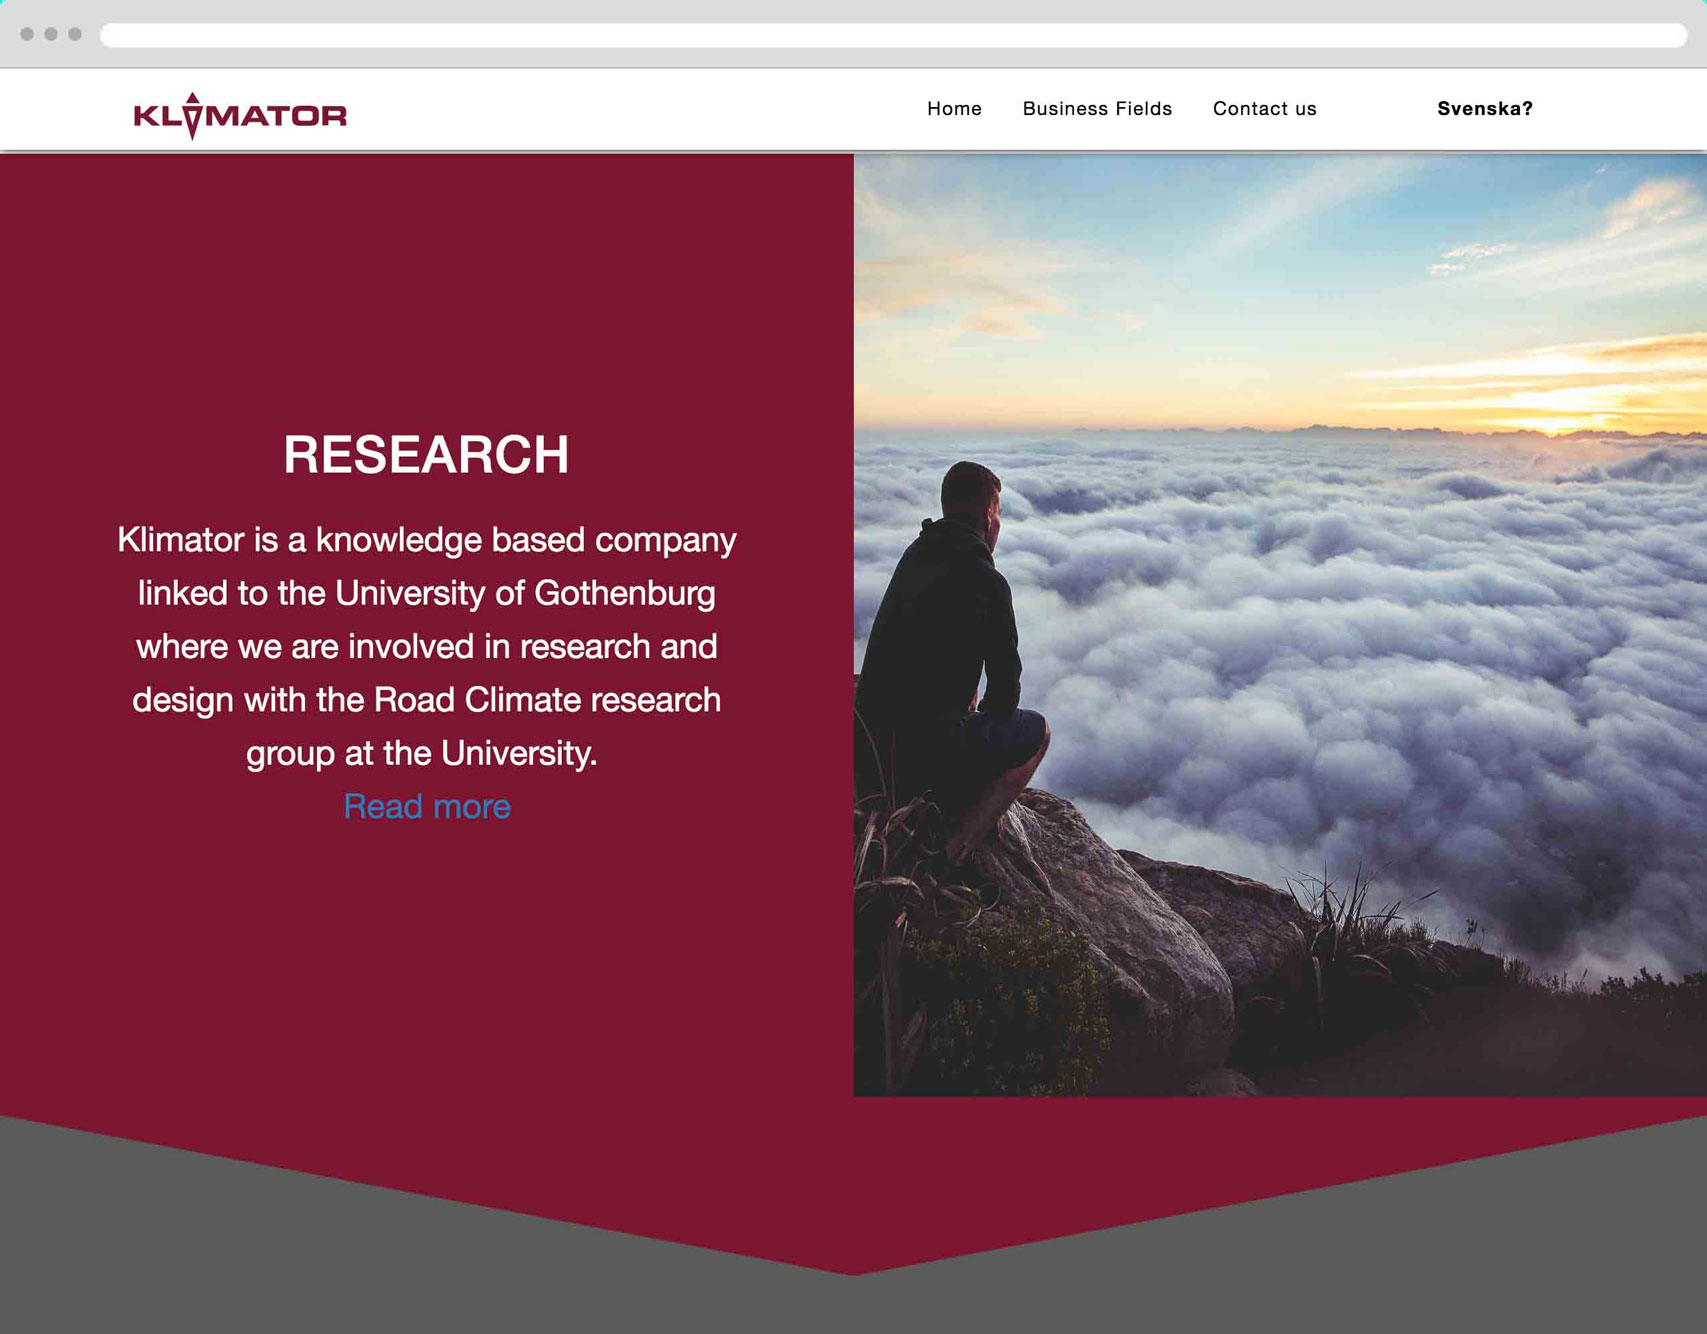 KLIMATOR
Home Business Fields Contact us Svenska?
RESEARCH
Klimator is a knowledge based company
linked to the University of Gothenburg
where we are involved in research and
design with the Road Climate research
group at the University.
Read more